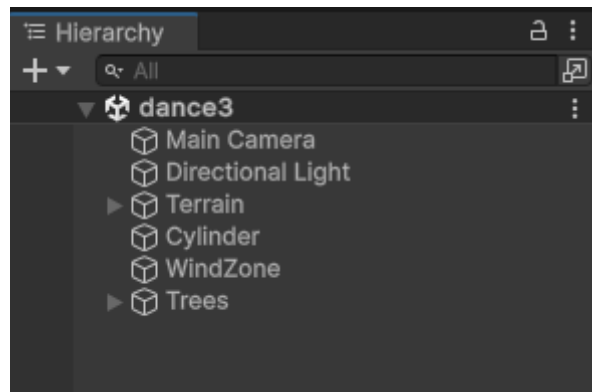 Hierarchy
All
dance3
Main Camera
Directional Light
Terrain
Cylinder
WindZone
Trees